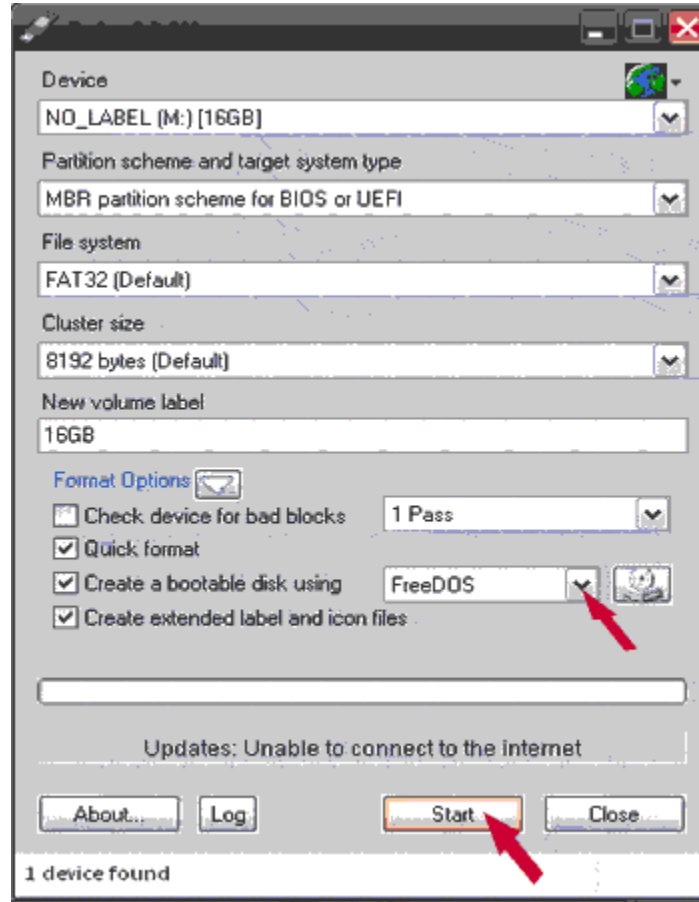 Device
NO_LABEL (M:) [16GB]
Partition scheme and target system type
MBR partition scheme for BIOS or UEFI
File system
FAT32 (Default)
Cluster size
8192 bytes (Default)
New volume label
16GB
Format Options
Check device for bad blocks 1 Pass
Quick format
Create a bootable disk using FreeDOS
Create extended label and icon files
Updates: Unable to connect to the internet
About... Log Start Close
1 device found